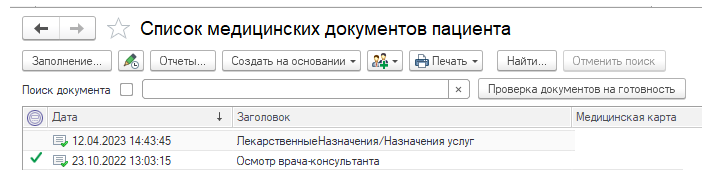 Список медицинских документов пациента
Заполнение... Отчеты... Создать на основании Печать Найти... Отменить поиск
Поиск документа × Проверка документов на готовность
Дата ↓ Заголовок Медицинская карта
12.04.2023 14:43:45 ЛекарственныеНазначения/Назначения услуг
23.10.2022 13:03:15 Осмотр врача-консультанта